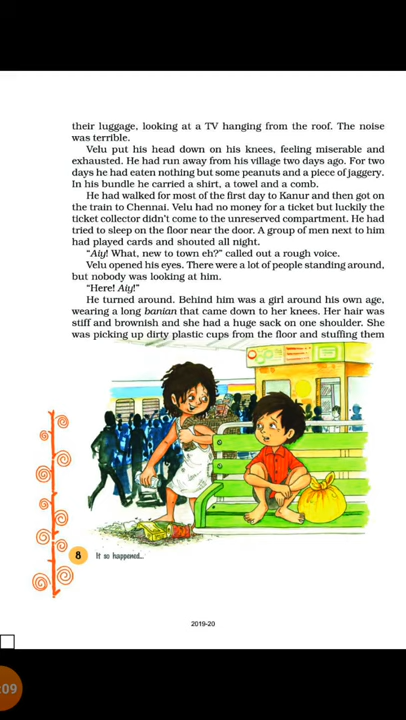 their luggage, looking at a TV hanging from the roof. The noise
was terrible.
Velu put his head down on his knees, feeling miserable and
exhausted. He had run away from his village two days ago. For two
days he had eaten nothing but some peanuts and a piece of jaggery.
In his bundle he carried a shirt, a towel and a comb.
He had walked for most of the first day to Kanur and then got on
the train to Chennai. Velu had no money for a ticket but luckily the
ticket collector didn't come to the unreserved compartment. He had
tried to sleep on the floor near the door. A group of men next to him
had played cards and shouted all night.
“Aiy! What, new to town eh?” called out a rough voice.
Velu opened his eyes. There were a lot of people standing around,
but nobody was looking at him.
“Here! Aiy!”
He turned around. Behind him was a girl around his own age,
wearing a long banian that came down to her knees. Her hair was
stiff and brownish and she had a huge sack on one shoulder. She
was picking up dirty plastic cups from the floor and stuffing them
8 It so happened...
2019-20
:09